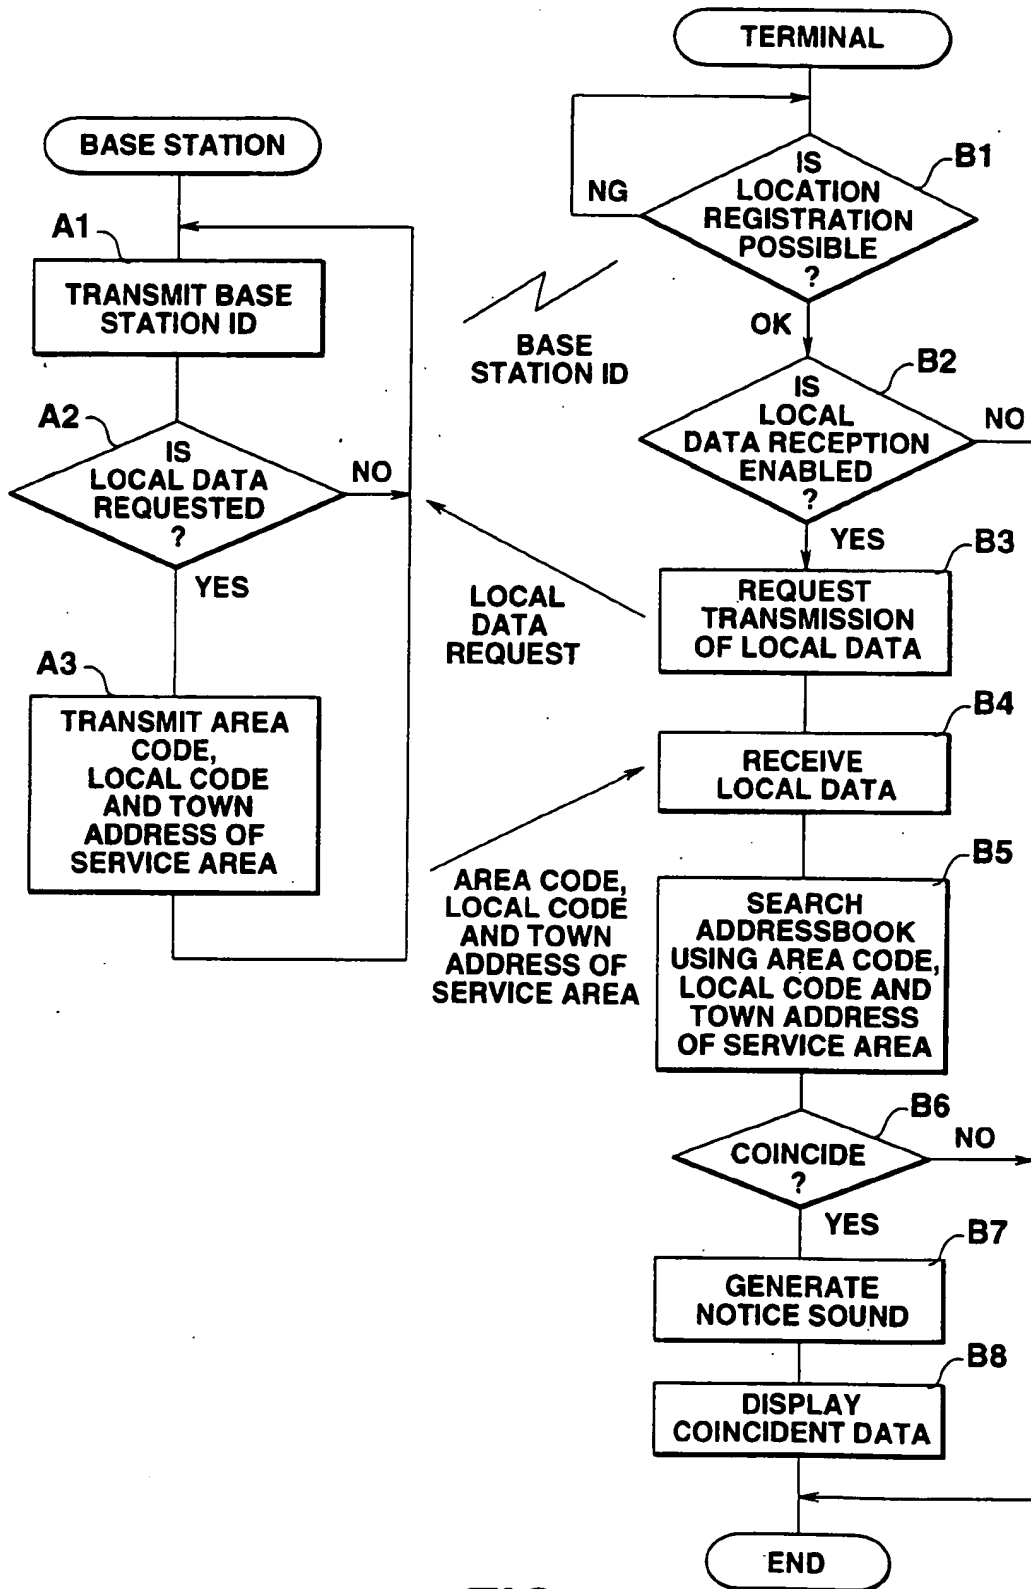 BASE STATION
A1
TRANSMIT BASE
STATION ID
A2
IS
LOCAL DATA
REQUESTED
?
NO
YES
A3
TRANSMIT AREA
CODE,
LOCAL CODE
AND TOWN
ADDRESS OF
SERVICE AREA
BASE
STATION ID
LOCAL
DATA
REQUEST
AREA CODE,
LOCAL CODE
AND TOWN
ADDRESS OF
SERVICE AREA
TERMINAL
B1
IS
LOCATION
REGISTRATION
POSSIBLE
?
NG
OK
B2
IS
LOCAL
DATA RECEPTION
ENABLED
?
NO
YES
B3
REQUEST
TRANSMISSION
OF LOCAL DATA
B4
RECEIVE
LOCAL DATA
B5
SEARCH
ADDRESSBOOK
USING AREA CODE,
LOCAL CODE AND
TOWN ADDRESS
OF SERVICE AREA
B6
COINCIDE
?
NO
YES
B7
GENERATE
NOTICE SOUND
B8
DISPLAY
COINCIDENT DATA
END